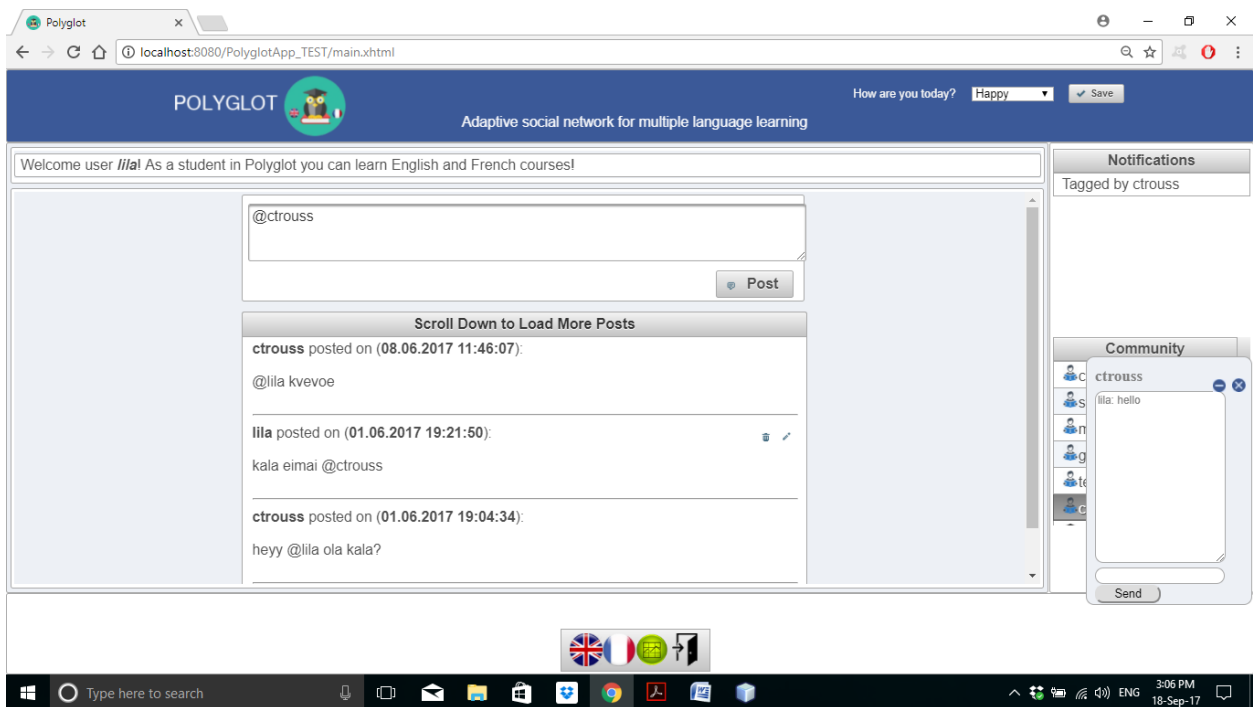 Polyglot
localhost:8080/PolyglotApp_TEST/main.xhtml
POLYGLOT
How are you today? Happy Save
Adaptive social network for multiple language learning
Welcome user lila! As a student in Polyglot you can learn English and French courses!
Notifications
Tagged by ctrouss
@ctrouss
Post
Scroll Down to Load More Posts
ctrouss posted on (08.06.2017 11:46:07):
@lila kvevoe
lila posted on (01.06.2017 19:21:50):
kala eimai @ctrouss
ctrouss posted on (01.06.2017 19:04:34):
heyy @lila ola kala?
Community
c
s
m
g
te
c
ctrouss
lila: hello
Send
Type here to search
ENG
3:06 PM
18-Sep-17